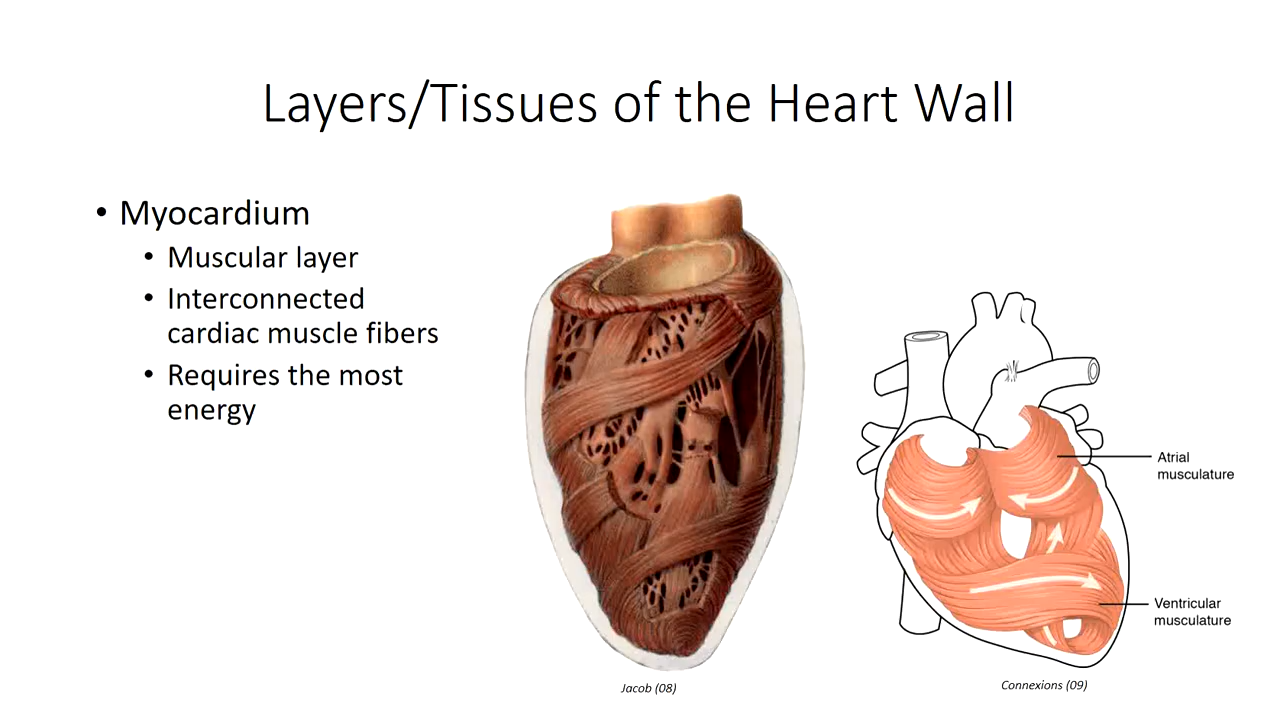 Layers/Tissues of the Heart Wall
• Myocardium
• Muscular layer
• Interconnected
cardiac muscle fibers
• Requires the most
energy
Atrial
musculature
Ventricular
musculature
Jacob (08)
Connexions (09)